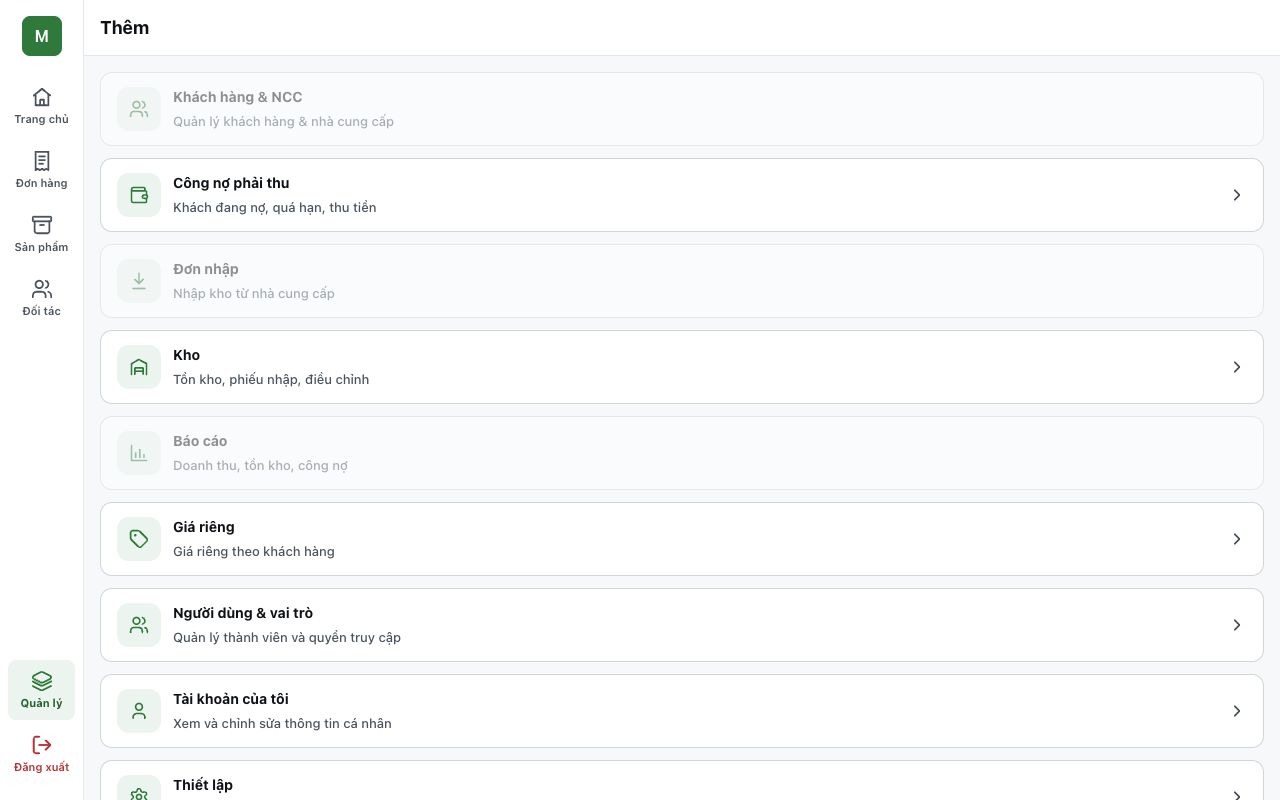 M
Trang chủ
Đơn hàng
Sản phẩm
Đối tác
Quản lý
Đăng xuất
Thêm
Khách hàng & NCC
Quản lý khách hàng & nhà cung cấp
Công nợ phải thu
Khách đang nợ, quá hạn, thu tiền
Đơn nhập
Nhập kho từ nhà cung cấp
Kho
Tồn kho, phiếu nhập, điều chỉnh
Báo cáo
Doanh thu, tồn kho, công nợ
Giá riêng
Giá riêng theo khách hàng
Người dùng & vai trò
Quản lý thành viên và quyền truy cập
Tài khoản của tôi
Xem và chỉnh sửa thông tin cá nhân
Thiết lập